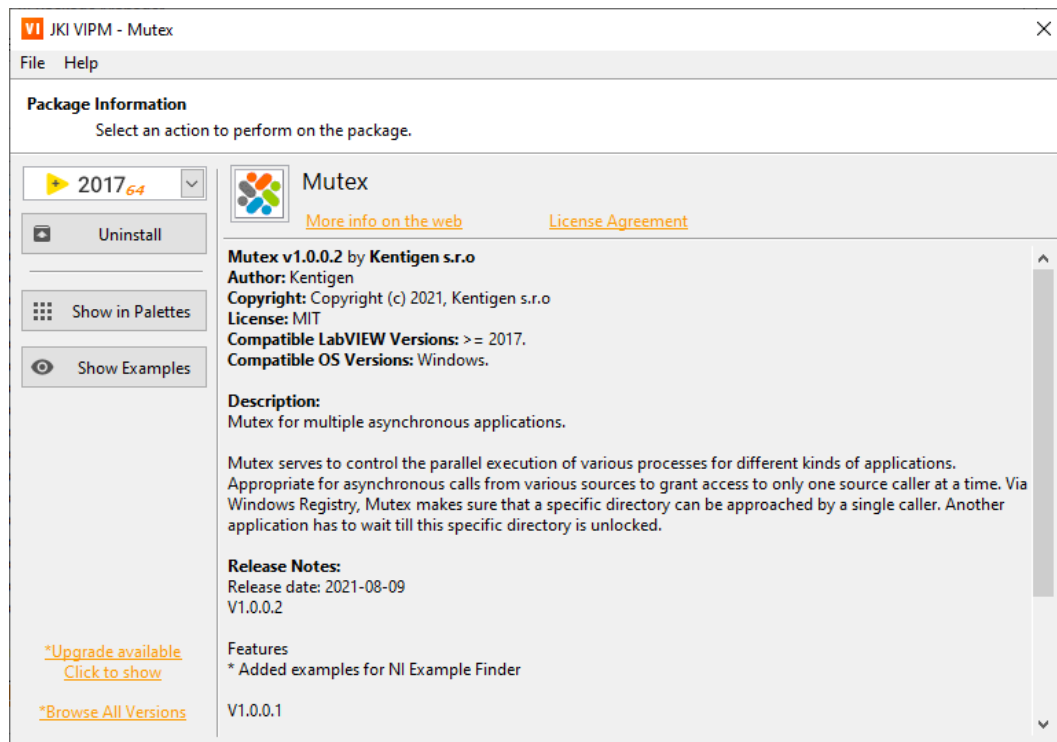 VI JKI VIPM - Mutex
File Help
Package Information
Select an action to perform on the package.
2017 64
Uninstall
Show in Palettes
Show Examples
*Upgrade available
Click to show
*Browse All Versions
Mutex
More info on the web License Agreement
Mutex v1.0.0.2 by Kentigen s.r.o
Author: Kentigen
Copyright: Copyright (c) 2021, Kentigen s.r.o
License: MIT
Compatible LabVIEW Versions: >= 2017.
Compatible OS Versions: Windows.
Description:
Mutex for multiple asynchronous applications.
Mutex serves to control the parallel execution of various processes for different kinds of applications.
Appropriate for asynchronous calls from various sources to grant access to only one source caller at a time. Via
Windows Registry, Mutex makes sure that a specific directory can be approached by a single caller. Another
application has to wait till this specific directory is unlocked.
Release Notes:
Release date: 2021-08-09
V1.0.0.2
Features
* Added examples for NI Example Finder
V1.0.0.1